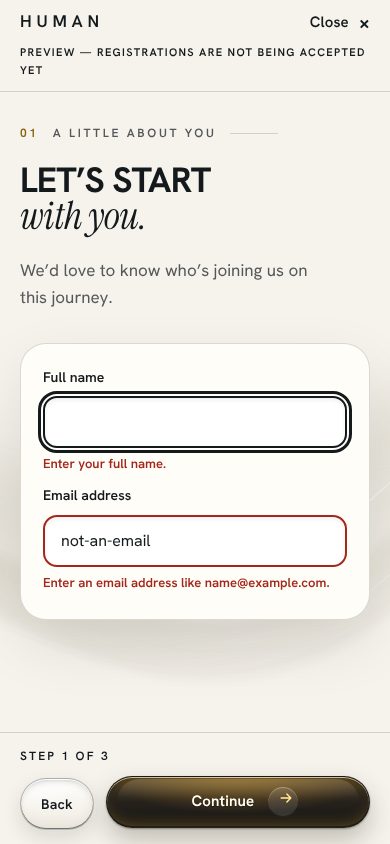 HUMAN
Close ×
PREVIEW — REGISTRATIONS ARE NOT BEING ACCEPTED
YET
01 A LITTLE ABOUT YOU
LET’S START
with you.
We’d love to know who’s joining us on
this journey.
Full name
Enter your full name.
Email address
not-an-email
Enter an email address like name@example.com.
STEP 1 OF 3
Back
Continue →